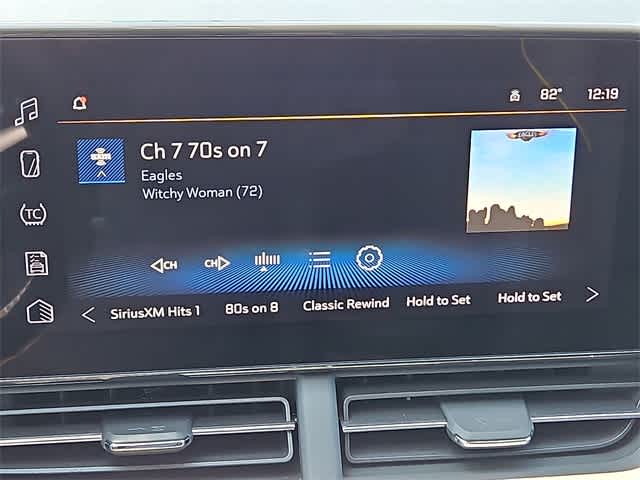 82° 12:19
Ch 7 70s on 7
Eagles
Witchy Woman (72)
EAGLES
TC
CH CH
SiriusXM Hits 1 80s on 8 Classic Rewind Hold to Set Hold to Set